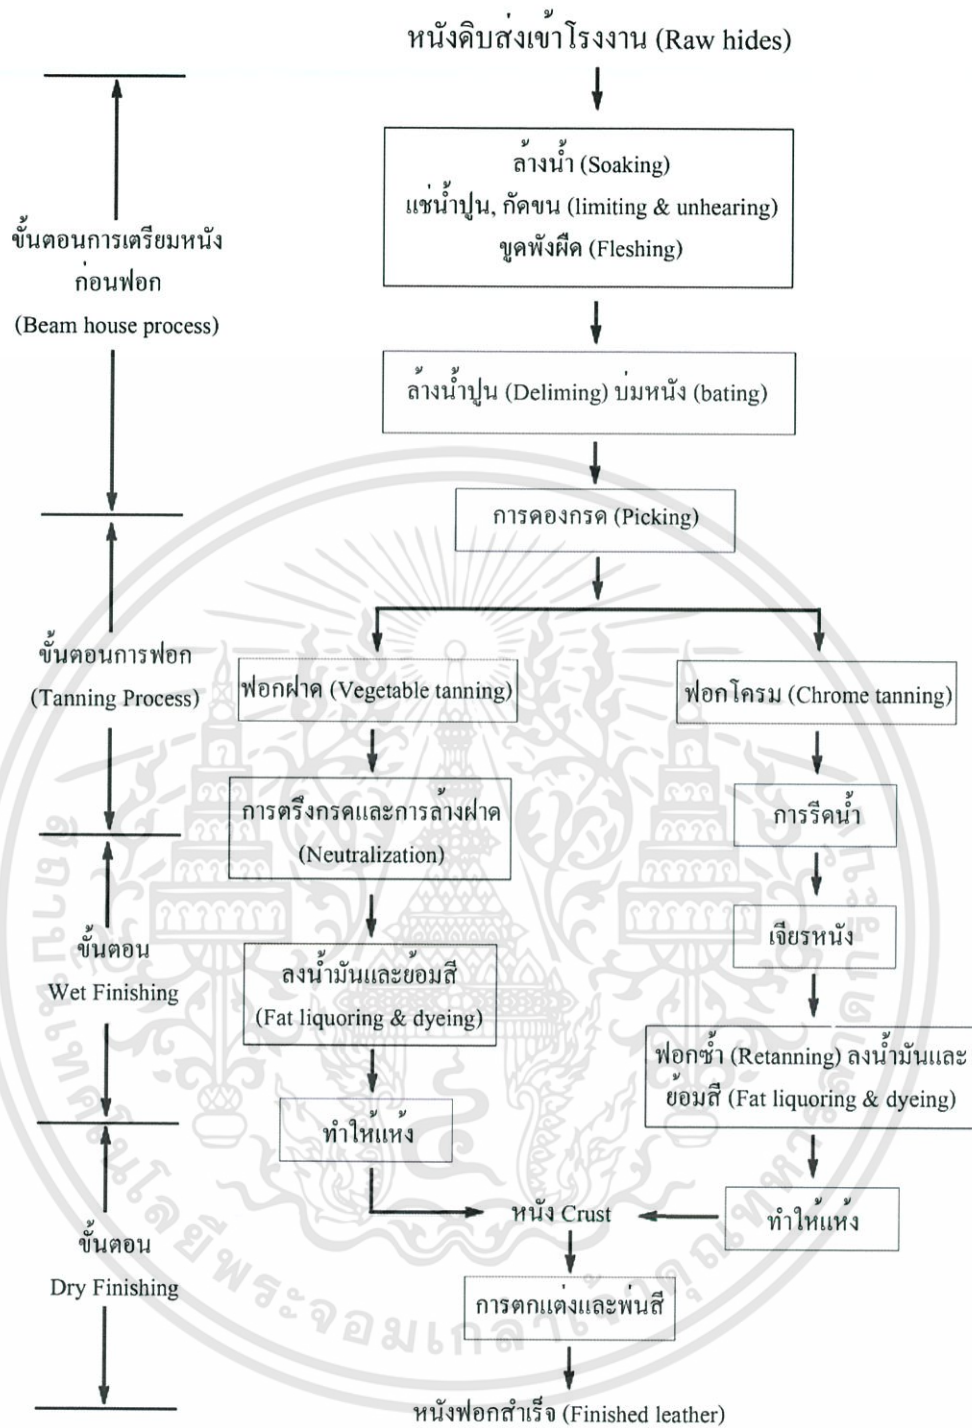 หนังดิบส่งเข้าโรงงาน (Raw hides)
ล้างน้ำ (Soaking)
แช่น้ำปูน, กัดขน (limiting & unhearing)
ขูดพังผืด (Fleshing)
ขั้นตอนการเตรียมหนัง
ก่อนฟอก
(Beam house process)
ล้างน้ำปูน (Deliming) บ่มหนัง (bating)
การดองกรด (Picking)
ขั้นตอนการฟอก
(Tanning Process)
ฟอกฝาด (Vegetable tanning)
ฟอกโครม (Chrome tanning)
การตรึงกรดและการล้างฝาด
(Neutralization)
การรีดน้ำ
ขั้นตอน
Wet Finishing
เจียรหนัง
ลงน้ำมันและย้อมสี
(Fat liquoring & dyeing)
ฟอกซ้ำ (Retanning) ลงน้ำมันและ
ย้อมสี (Fat liquoring & dyeing)
ทำให้แห้ง
ทำให้แห้ง
หนัง Crust
ขั้นตอน
Dry Finishing
การตกแต่งและพ่นสี
หนังฟอกสำเร็จ (Finished leather)